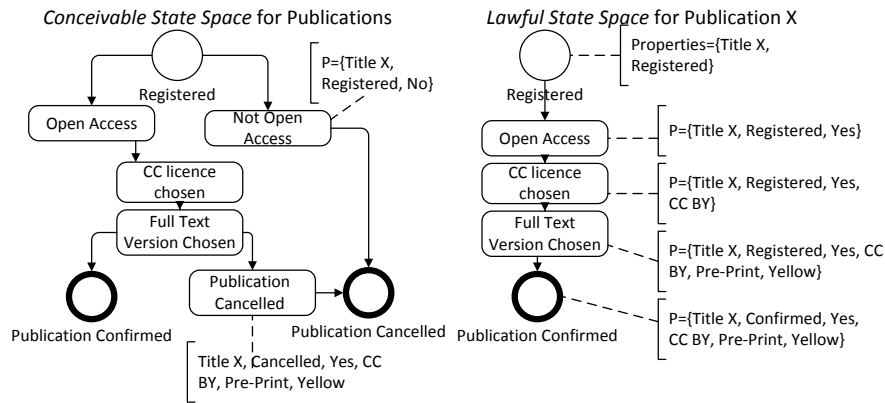 Conceivable State Space for Publications
P={Title X,
Registered, No}
Registered
Open Access
Not Open
Access
CC licence
chosen
Full Text
Version Chosen
Publication
Cancelled
Publication Confirmed
Publication Cancelled
Title X, Cancelled, Yes, CC
BY, Pre-Print, Yellow
Lawful State Space for Publication X
Properties={Title X,
Registered}
Registered
Open Access
P={Title X, Registered, Yes}
CC licence
chosen
P={Title X, Registered, Yes,
CC BY}
Full Text
Version Chosen
P={Title X, Registered, Yes, CC
BY, Pre-Print, Yellow}
Publication Confirmed
P={Title X, Confirmed, Yes,
CC BY, Pre-Print, Yellow}